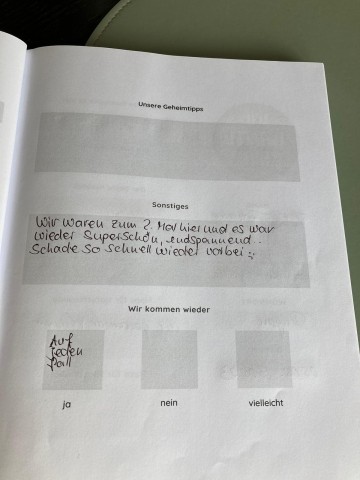 Unsere Geheimtipps
Sonstiges
Wir waren zum 2. Mal hier und es war
wieder Superschön, endspannend..
Schade so schnell wieder vorbei :;
Wir kommen wieder
Auf
jeden
Fall
ja
nein
vielleicht